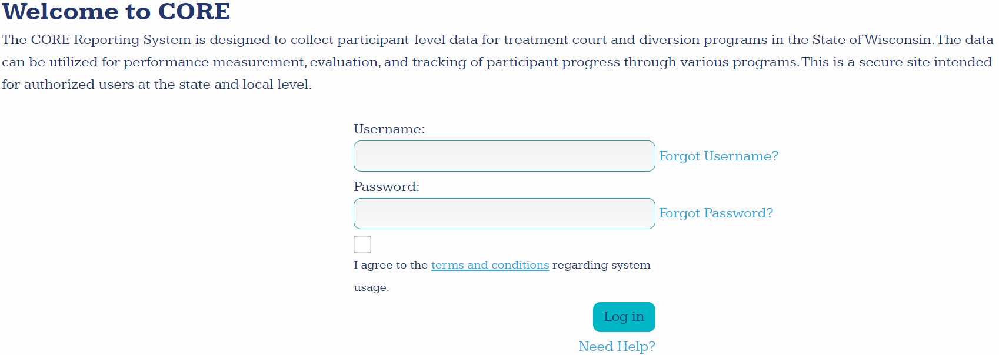 Welcome to CORE
The CORE Reporting System is designed to collect participant-level data for treatment court and diversion programs in the State of Wisconsin. The data
can be utilized for performance measurement, evaluation, and tracking of participant progress through various programs. This is a secure site intended
for authorized users at the state and local level.
Username:
Forgot Username?
Password:
Forgot Password?
I agree to the terms and conditions regarding system
usage.
Log in
Need Help?